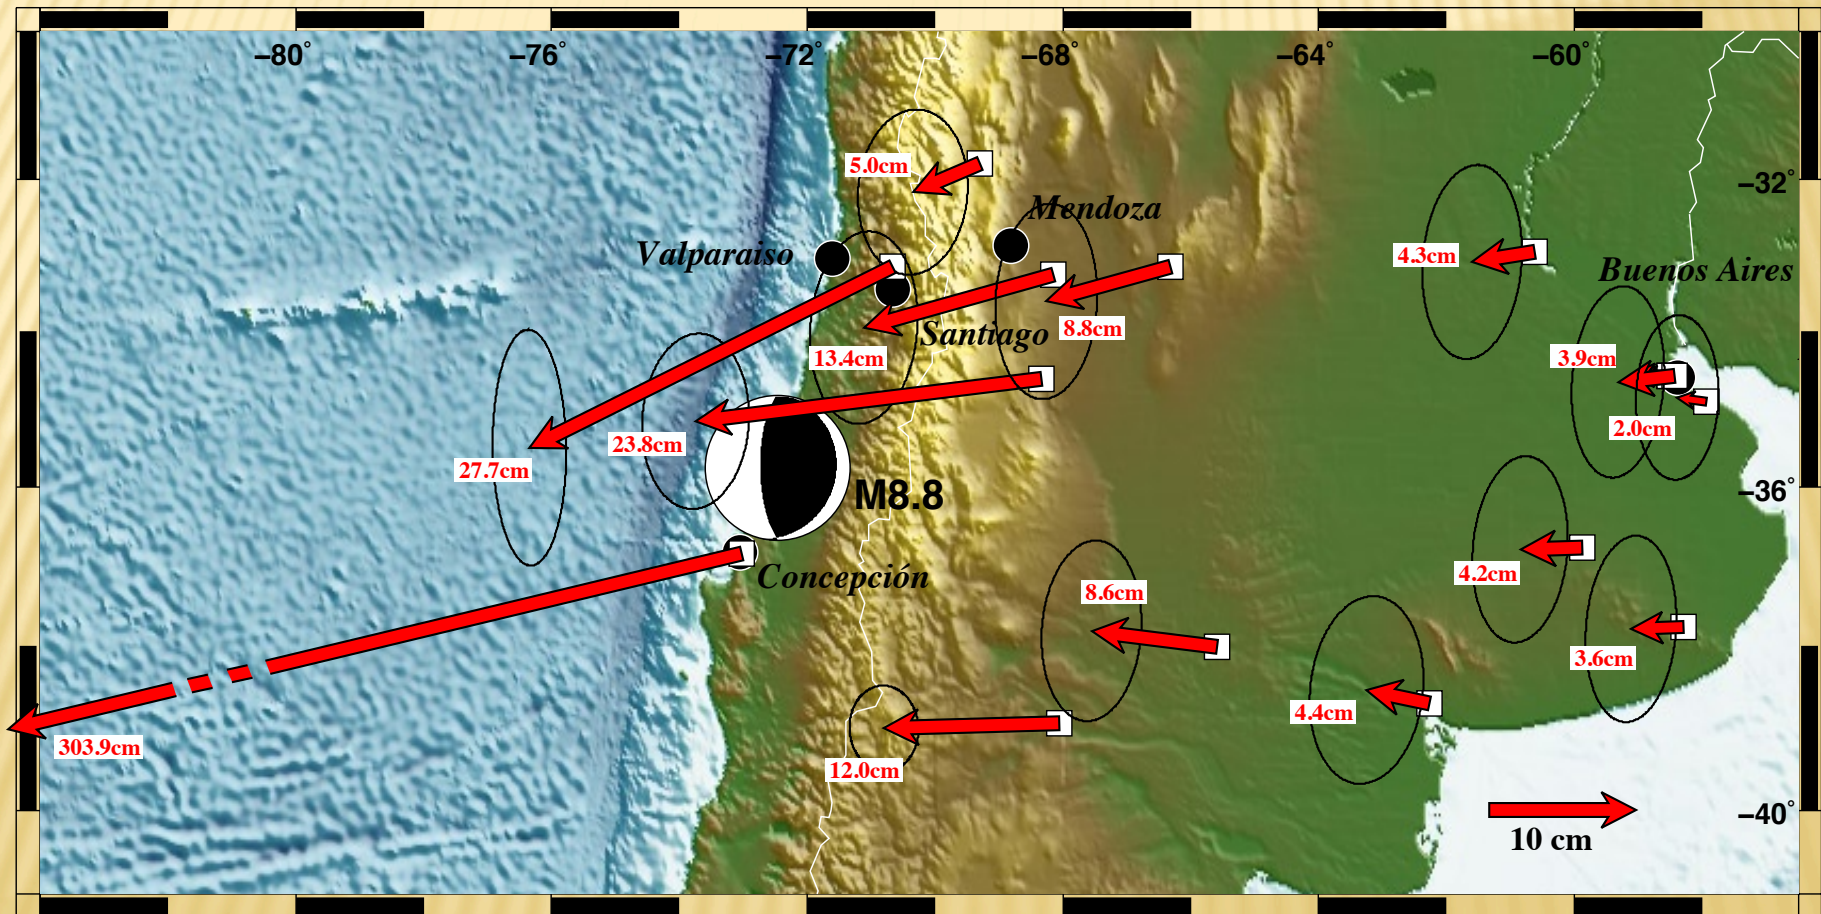 −80° −76° −72° −68° −64° −60°
5.0cm
−32°
Mendoza
Valparaiso
4.3cm
Buenos Aires
8.8cm
Santiago
13.4cm
3.9cm
2.0cm
23.8cm
27.7cm
M8.8
−36°
Concepción
4.2cm
8.6cm
3.6cm
4.4cm
303.9cm
12.0cm
−40°
10 cm